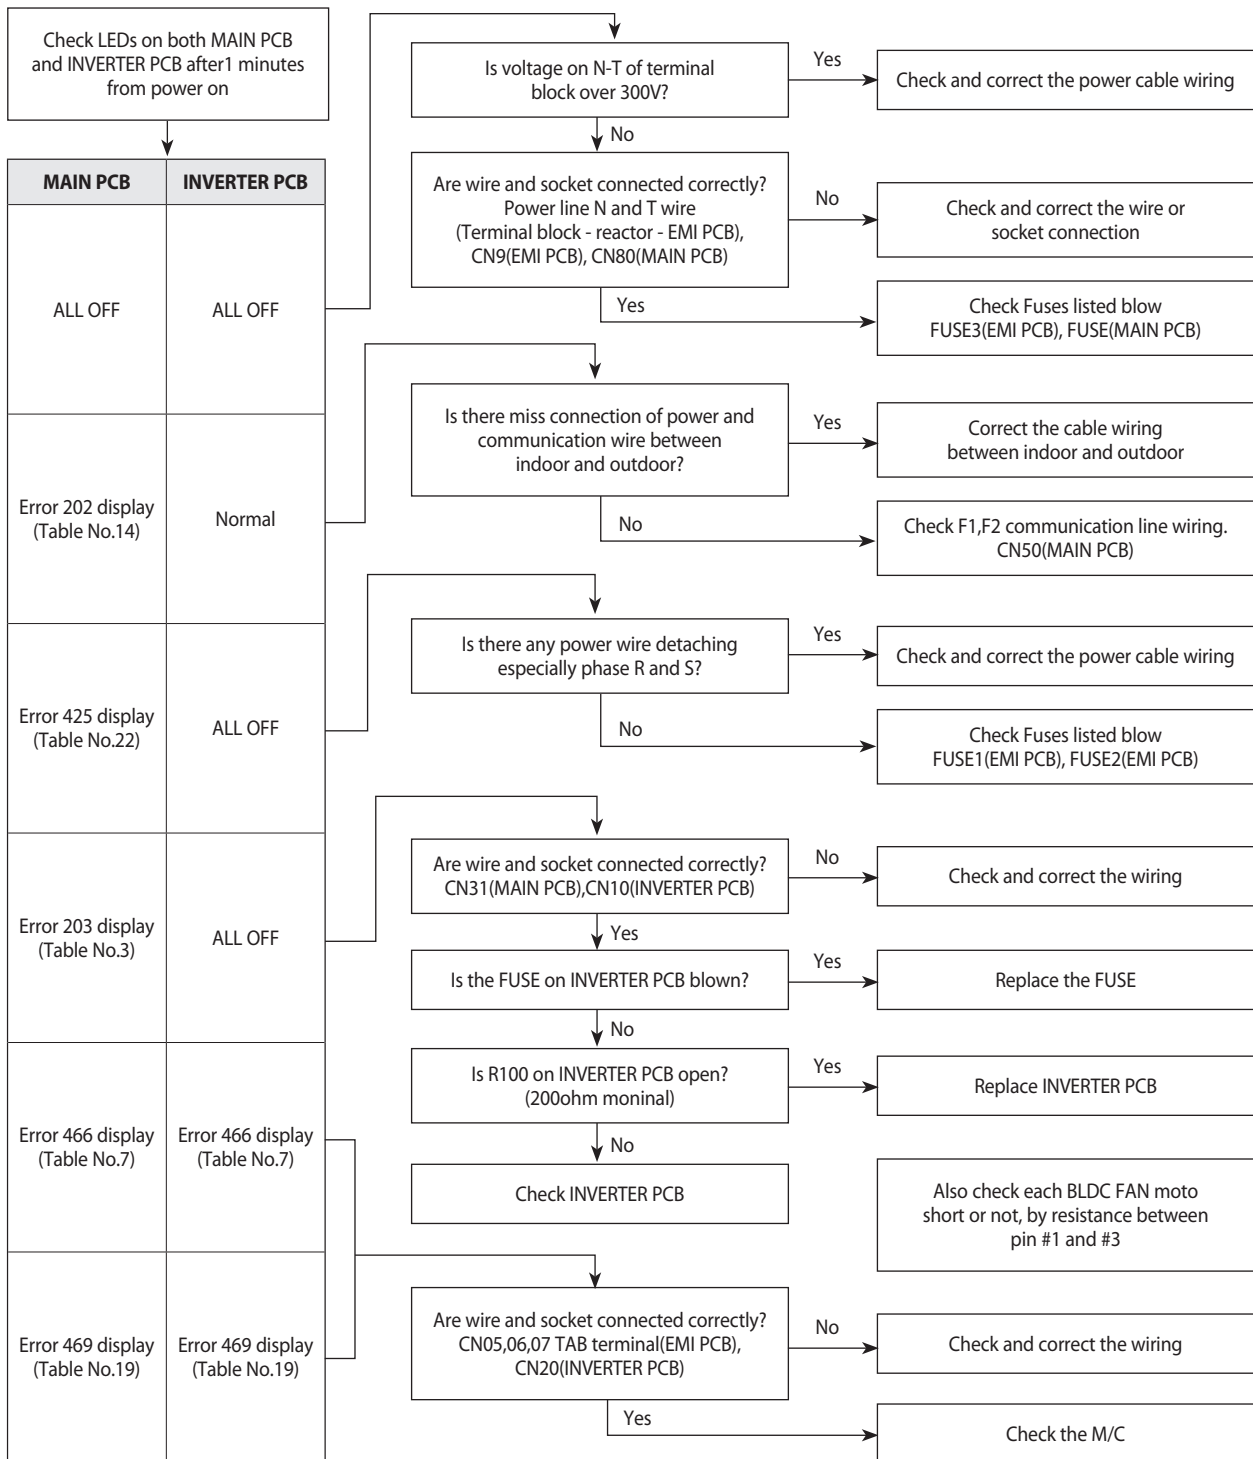 Check LEDs on both MAIN PCB
and INVERTER PCB after1 minutes
from power on
MAIN PCB
INVERTER PCB
ALL OFF
ALL OFF
Error 202 display
(Table No.14)
Normal
Error 425 display
(Table No.22)
ALL OFF
Error 203 display
(Table No.3)
ALL OFF
Error 466 display
(Table No.7)
Error 466 display
(Table No.7)
Error 469 display
(Table No.19)
Error 469 display
(Table No.19)
Is voltage on N-T of terminal
block over 300V?
Yes
Check and correct the power cable wiring
No
Are wire and socket connected correctly?
Power line N and T wire
(Terminal block - reactor - EMI PCB),
CN9(EMI PCB), CN80(MAIN PCB)
No
Check and correct the wire or
socket connection
Yes
Check Fuses listed blow
FUSE3(EMI PCB), FUSE(MAIN PCB)
Is there miss connection of power and
communication wire between
indoor and outdoor?
Yes
Correct the cable wiring
between indoor and outdoor
No
Check F1,F2 communication line wiring.
CN50(MAIN PCB)
Is there any power wire detaching
especially phase R and S?
Yes
Check and correct the power cable wiring
No
Check Fuses listed blow
FUSE1(EMI PCB), FUSE2(EMI PCB)
Are wire and socket connected correctly?
CN31(MAIN PCB),CN10(INVERTER PCB)
No
Check and correct the wiring
Yes
Is the FUSE on INVERTER PCB blown?
Yes
Replace the FUSE
No
Is R100 on INVERTER PCB open?
(200ohm moninal)
Yes
Replace INVERTER PCB
No
Check INVERTER PCB
Also check each BLDC FAN moto
short or not, by resistance between
pin #1 and #3
Are wire and socket connected correctly?
CN05,06,07 TAB terminal(EMI PCB),
CN20(INVERTER PCB)
No
Check and correct the wiring
Yes
Check the M/C